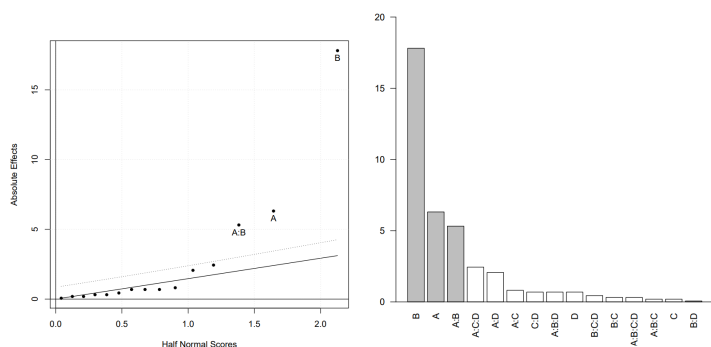 Absolute Effects
15
10
5
0
B
A
A:B
0.0 0.5 1.0 1.5 2.0
Half Normal Scores
20
15
10
5
0
B A A:B A:C:D A:D A:C C:D A:B:D D B:C:D B:C A:B:C:D A:B:C C B:D